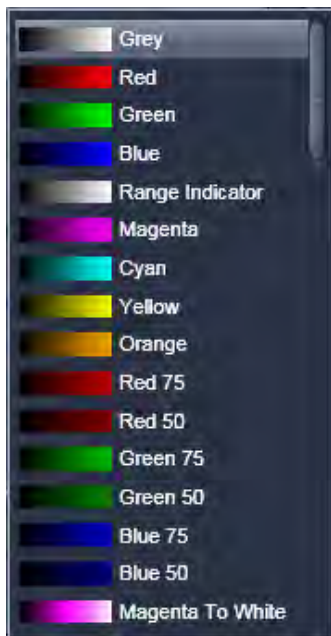 Grey
Red
Green
Blue
Range Indicator
Magenta
Cyan
Yellow
Orange
Red 75
Red 50
Green 75
Green 50
Blue 75
Blue 50
Magenta To White